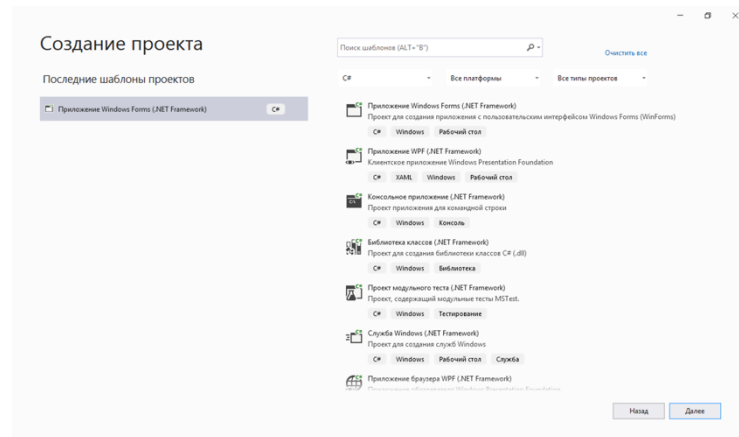 Создание проекта
Последние шаблоны проектов
Приложение Windows Forms (.NET Framework) C#
Поиск шаблонов (ALT+"B")
Очистить все
C# Все платформы Все типы проектов
Приложение Windows Forms (.NET Framework)
Проект для создания приложения с пользовательским интерфейсом Windows Forms (WinForms)
C# Windows Рабочий стол
Приложение WPF (.NET Framework)
Клиентское приложение Windows Presentation Foundation
C# XAML Windows Рабочий стол
Консольное приложение (.NET Framework)
Проект приложения для командной строки
C# Windows Консоль
Библиотека классов (.NET Framework)
Проект для создания библиотеки классов C# (.dll)
C# Windows Библиотека
Проект модульного теста (.NET Framework)
Проект, содержащий модульные тесты MSTest.
C# Windows Тестирование
Служба Windows (.NET Framework)
Проект для создания служб Windows
C# Windows Рабочий стол Служба
Приложение браузера WPF (.NET Framework)
Windows Presentation Foundation
Назад Далее